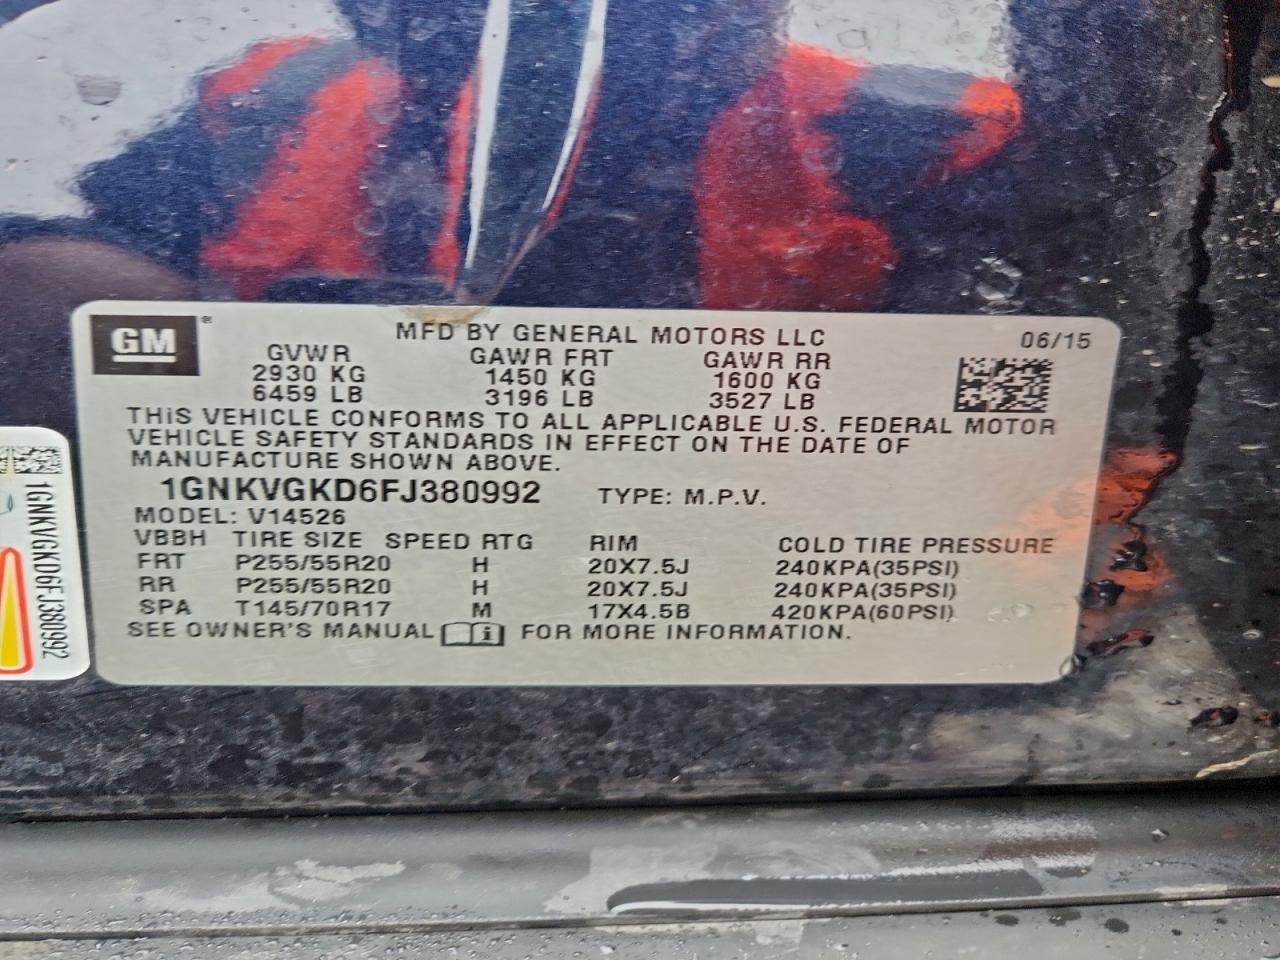 GM ®
MFD BY GENERAL MOTORS LLC 06/15
GVWR GAWR FRT GAWR RR
2930 KG 1450 KG 1600 KG
6459 LB 3196 LB 3527 LB
THiS VEHICLE CONFORMS TO ALL APPLICABLE U.S. FEDERAL MOTOR
VEHICLE SAFETY STANDARDS IN EFFECT ON THE DATE OF
MANUFACTURE SHOWN ABOVE.
1GNKVGKD6FJ380992 TYPE: M.P.V.
MODEL: V14526
VBBH TIRE SIZE SPEED RTG RIM COLD TIRE PRESSURE
FRT P255/55R20 H 20X7.5J 240KPA(35PSI)
RR P255/55R20 H 20X7.5J 240KPA(35PSI)
SPA T145/70R17 M 17X4.5B 420KPA(60PSI)
SEE OWNER'S MANUAL FOR MORE INFORMATION.
1GNKVGKD6FJ380992